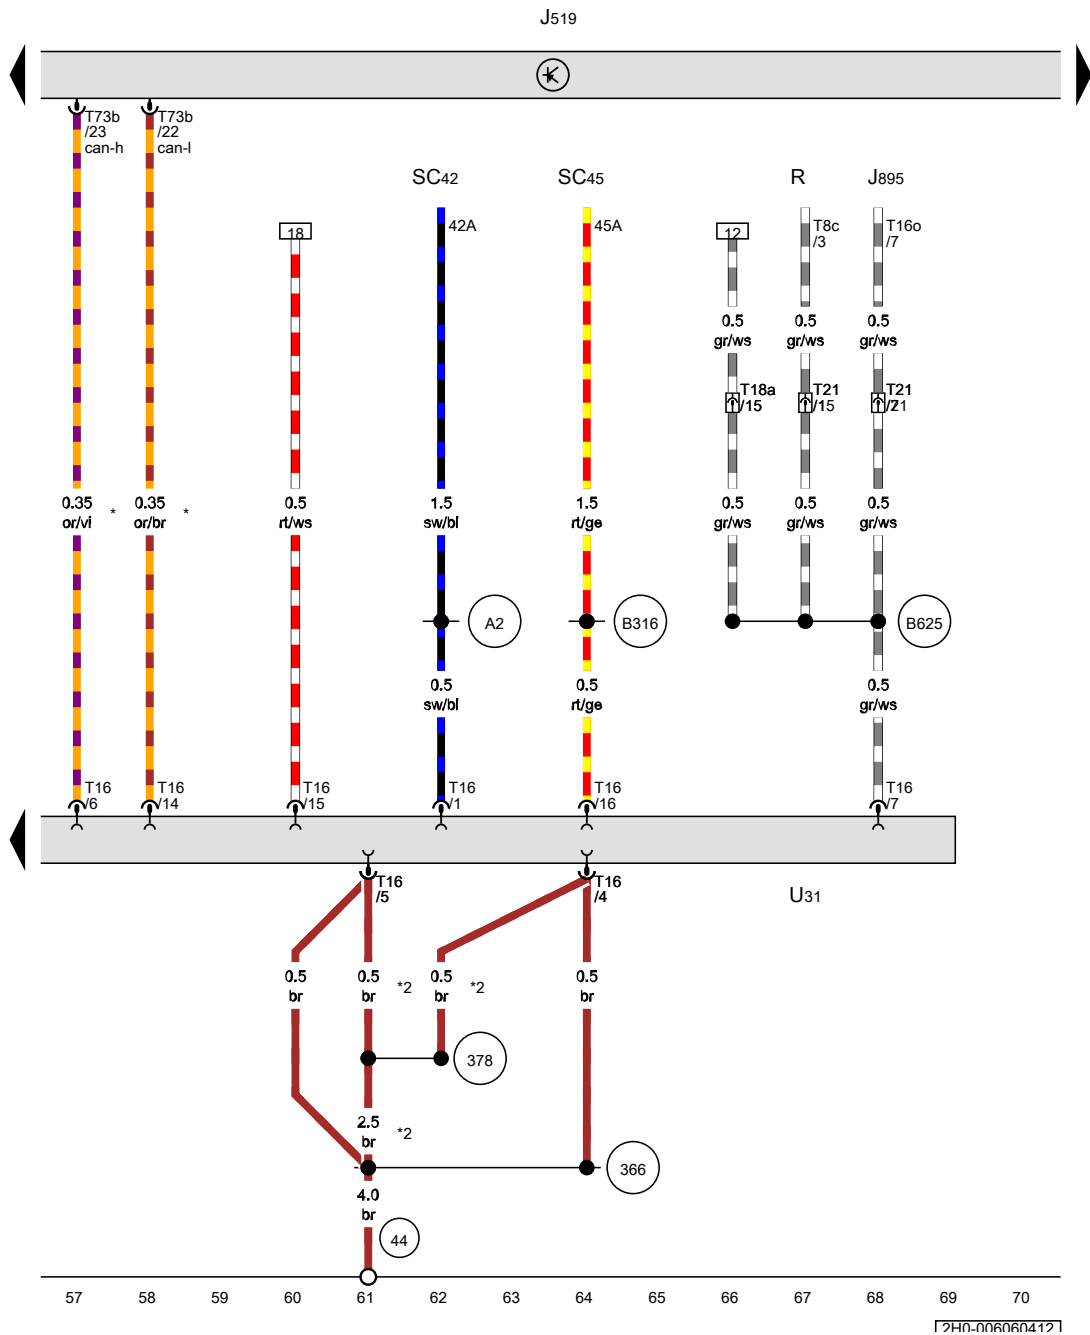 J519
T73b
/23
can-h
T73b
/22
can-l
SC42
SC45
R
J895
18
42A
45A
12
T8c
/3
T16o
/7
0.5
gr/ws
0.5
gr/ws
0.5
gr/ws
T18a
/15
T21
/15
T21
0.35
or/vi
*
0.35
or/br
*
0.5
rt/ws
1.5
sw/bl
1.5
rt/ge
0.5
gr/ws
0.5
gr/ws
0.5
gr/ws
A2
B316
B625
0.5
sw/bl
0.5
rt/ge
0.5
gr/ws
T16
/6
T16
/14
T16
/15
T16
/1
T16
/16
T16
/7
T16
/5
T16
/4
U31
0.5
br
0.5
br
*2
0.5
br
*2
0.5
br
378
2.5
br
*2
366
4.0
br
44
57 58 59 60 61 62 63 64 65 66 67 68 69 70
2H0-006060412